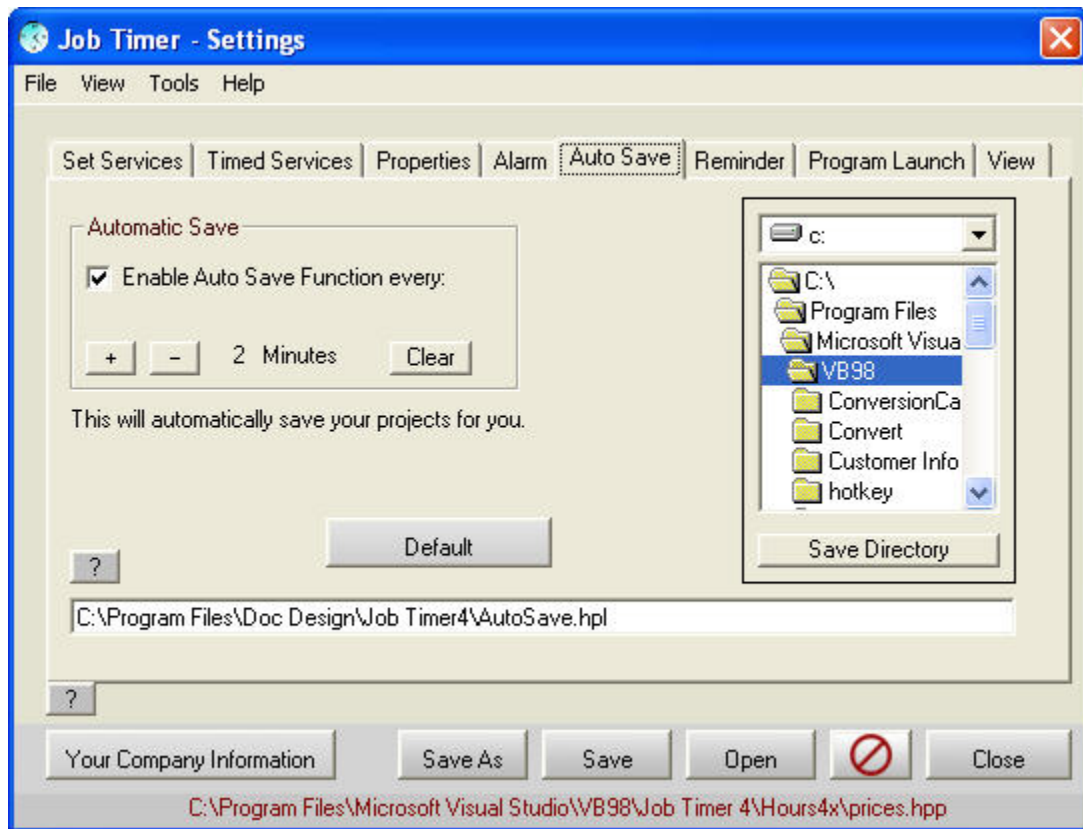 Job Timer - Settings
File View Tools Help
Set Services Timed Services Properties Alarm Auto Save Reminder Program Launch View
Automatic Save
Enable Auto Save Function every:
+ - 2 Minutes Clear
This will automatically save your projects for you.
c:
C:\
Program Files
Microsoft Visua
VB98
ConversionCa
Convert
Customer Info
hotkey
Save Directory
Default
?
C:\Program Files\Doc Design\Job Timer4\AutoSave.hpl
?
Your Company Information Save As Save Open Close
C:\Program Files\Microsoft Visual Studio\VB98\Job Timer 4\Hours4x\prices.hpp